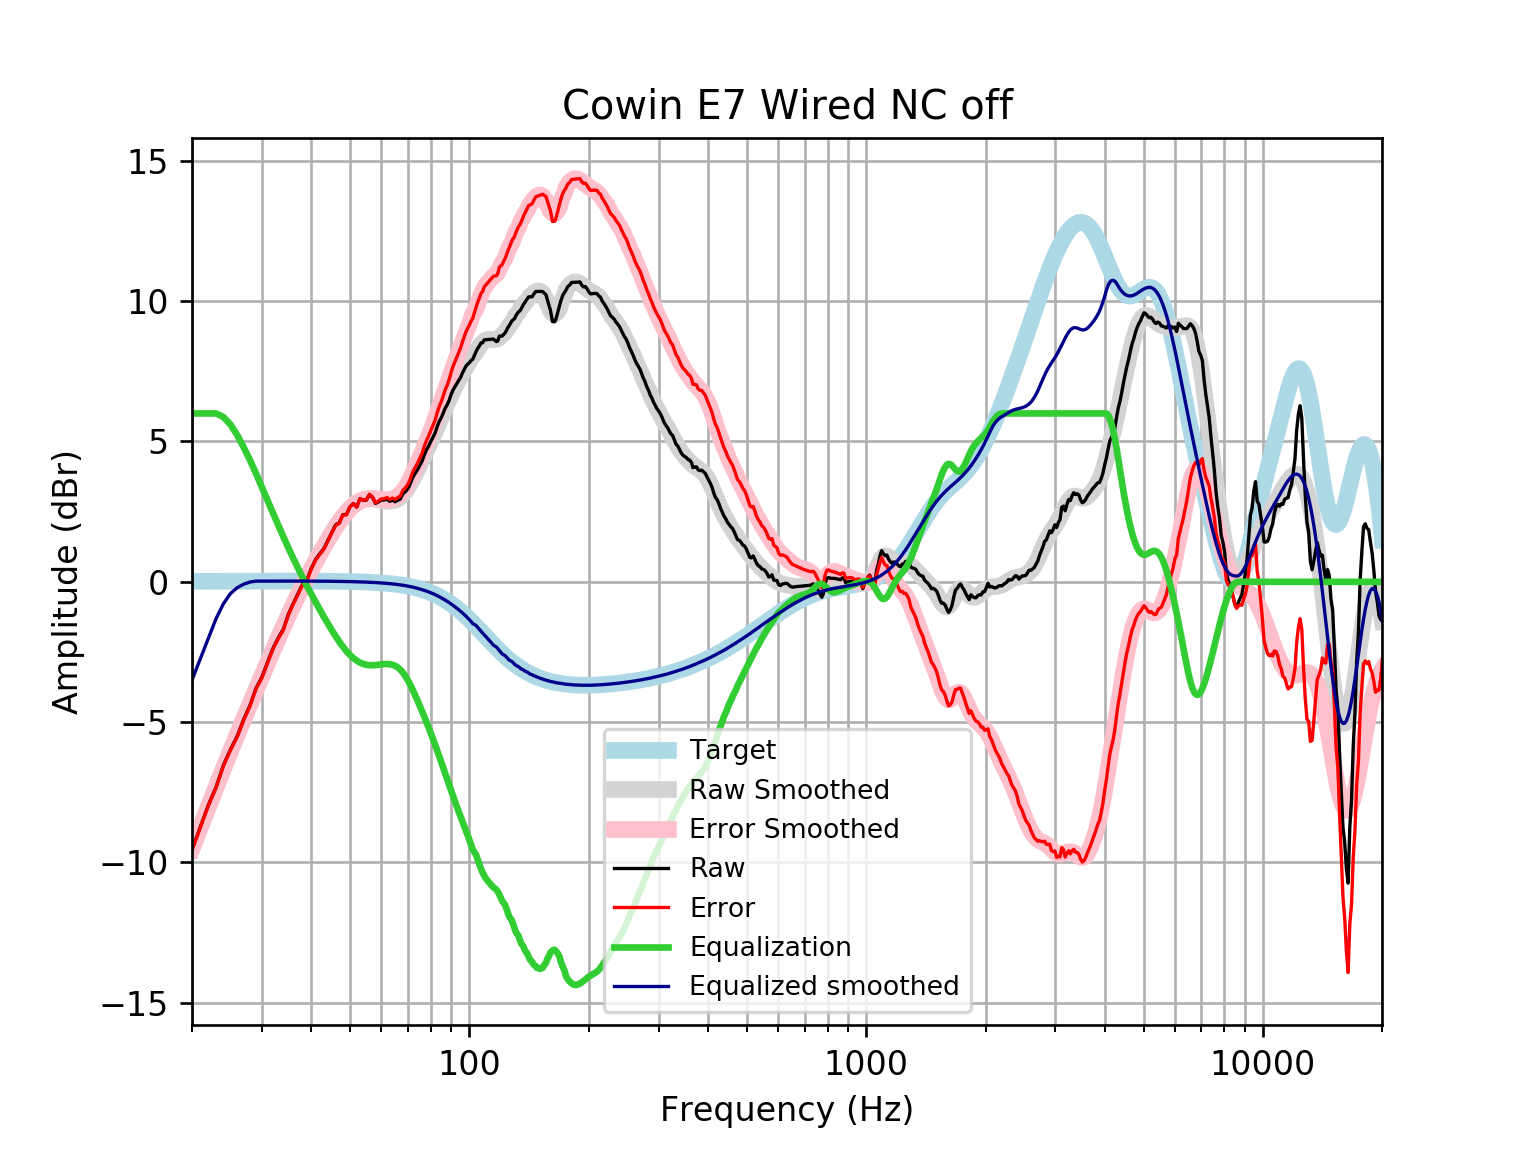 Cowin E7 Wired NC off
15
10
5
0
−5
−10
−15
Amplitude (dBr)
Target
Raw Smoothed
Error Smoothed
Raw
Error
Equalization
Equalized smoothed
100 1000 10000
Frequency (Hz)